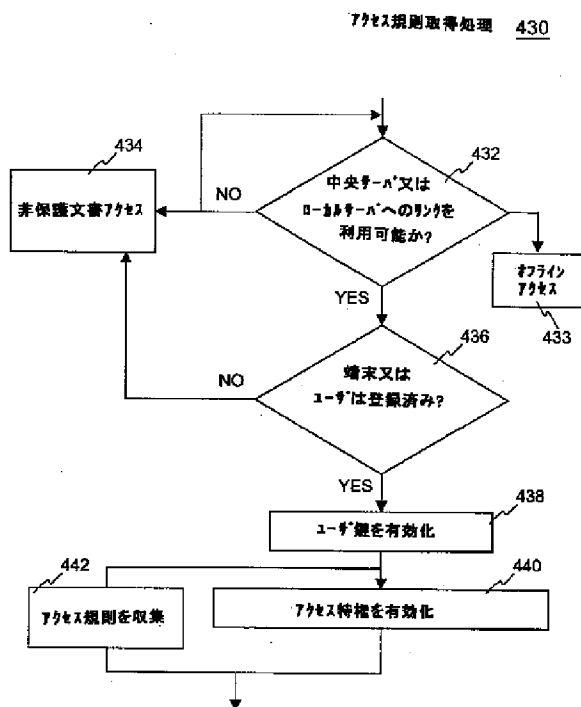 アクセス規則取得処理 430
434
432
中央サーバ又は
ローカルサーバへのリンクを
利用可能か?
NO
非保護文書アクセス
オフライン
アクセス
433
YES
436
端末又は
ユーザは登録済み?
NO
YES
438
ユーザ鍵を有効化
442
440
アクセス規則を収集
アクセス特権を有効化